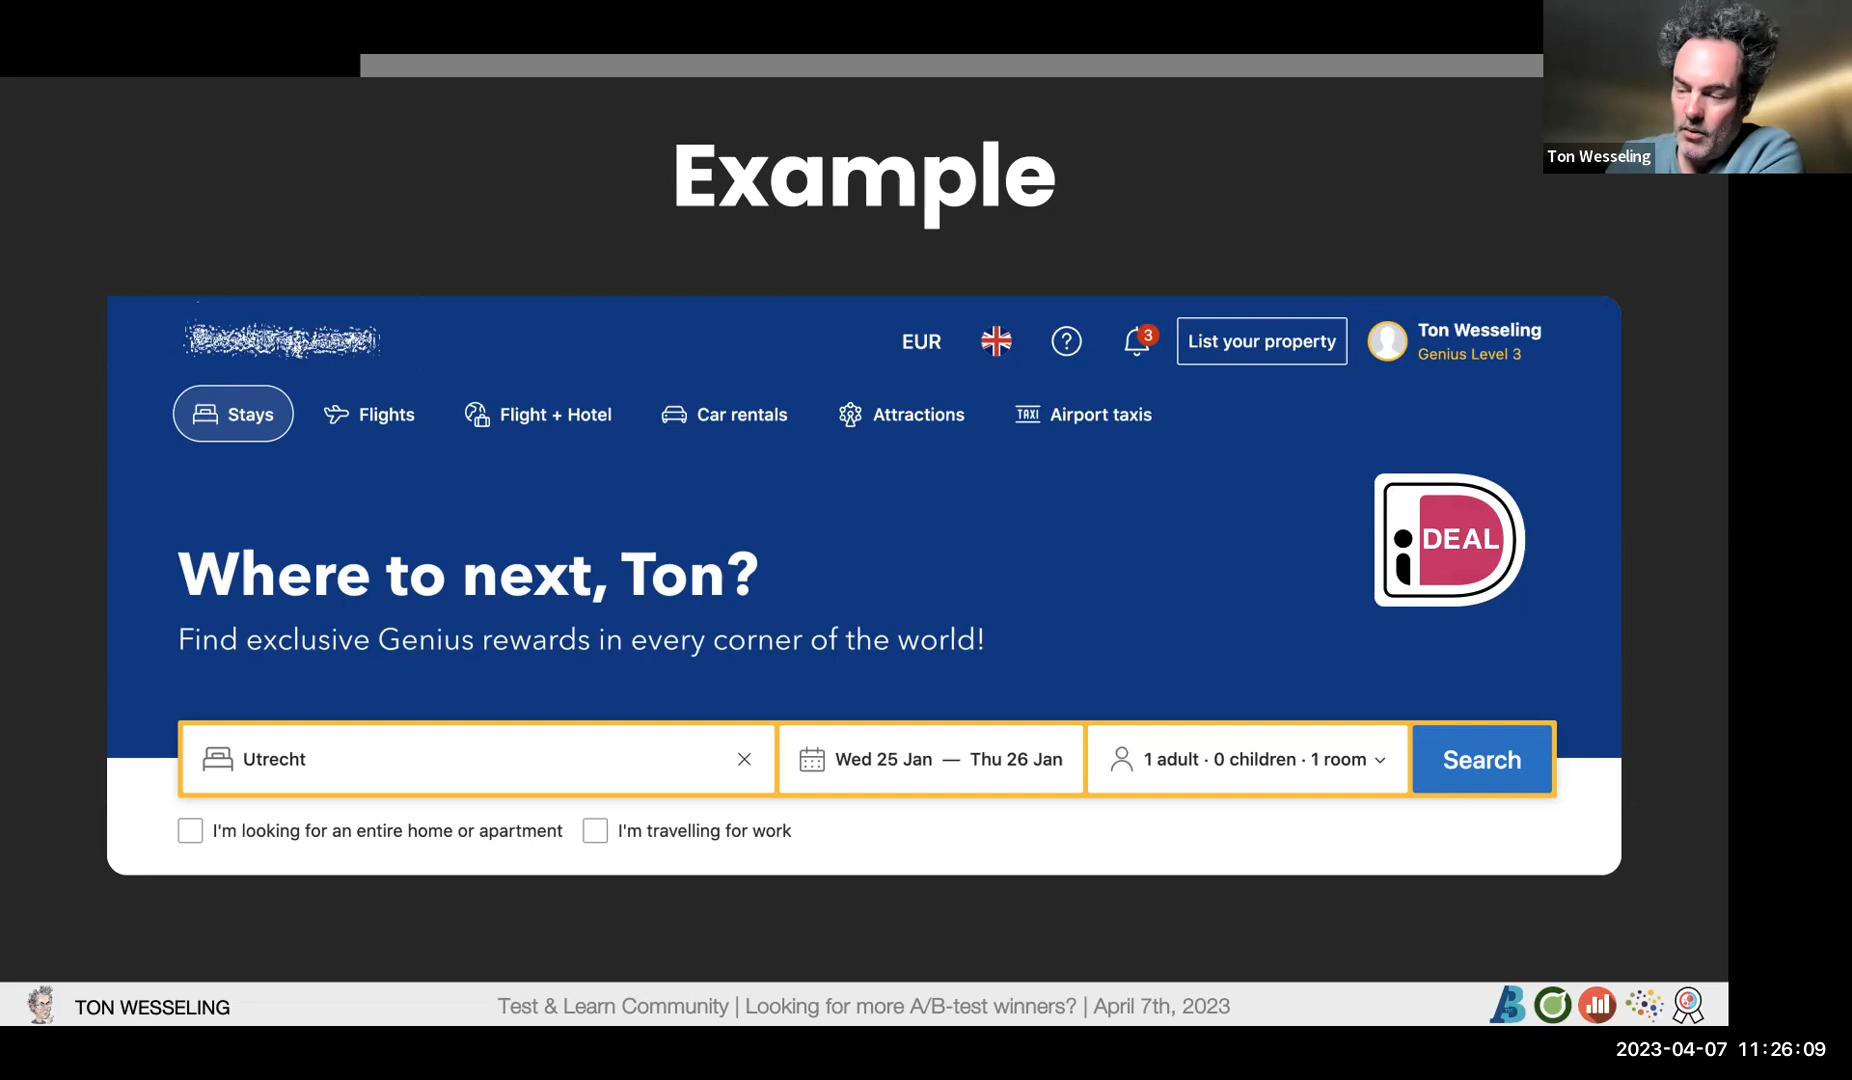 Example
Ton Wesseling
EUR
3
List your property
Ton Wesseling
Genius Level 3
Stays
Flights
Flight + Hotel
Car rentals
Attractions
TAXI
Airport taxis
iDEAL
Where to next, Ton?
Find exclusive Genius rewards in every corner of the world!
Utrecht
Wed 25 Jan — Thu 26 Jan
1 adult · 0 children · 1 room
Search
I'm looking for an entire home or apartment
I'm travelling for work
TON WESSELING
Test & Learn Community | Looking for more A/B-test winners? | April 7th, 2023
2023-04-07 11:26:09